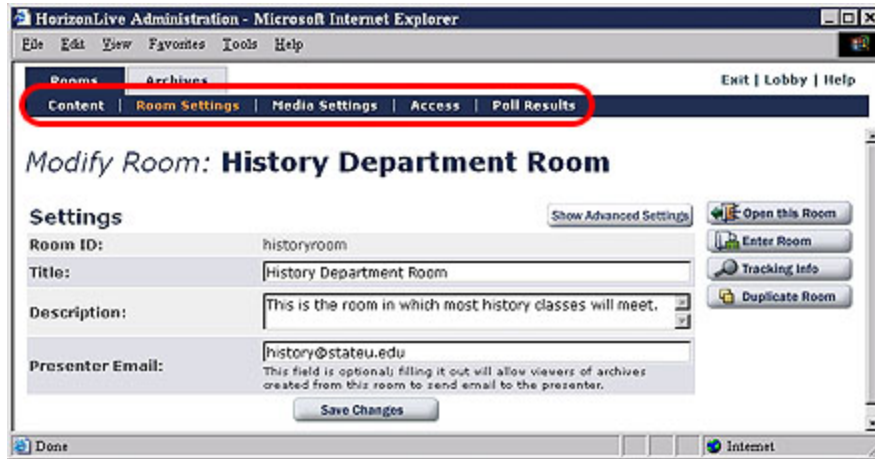 HorizonLive Administration - Microsoft Internet Explorer
File Edit View Favorites Tools Help
Rooms Archives Exit | Lobby | Help
Content | Room Settings | Media Settings | Access | Poll Results
Modify Room: History Department Room
Settings Show Advanced Settings Open this Room
Room ID: historyroom Enter Room
Title: History Department Room Tracking Info
Description: This is the room in which most history classes will meet. Duplicate Room
Presenter Email: history@stateu.edu
This field is optional; filling it out will allow viewers of archives
created from this room to send email to the presenter.
Save Changes
Done Internet